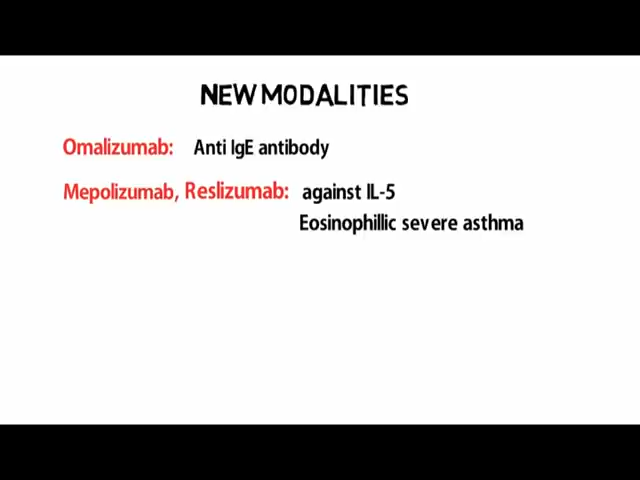 NEW MODALITIES
Omalizumab: Anti IgE antibody
Mepolizumab, Reslizumab: against IL-5
Eosinophillic severe asthma